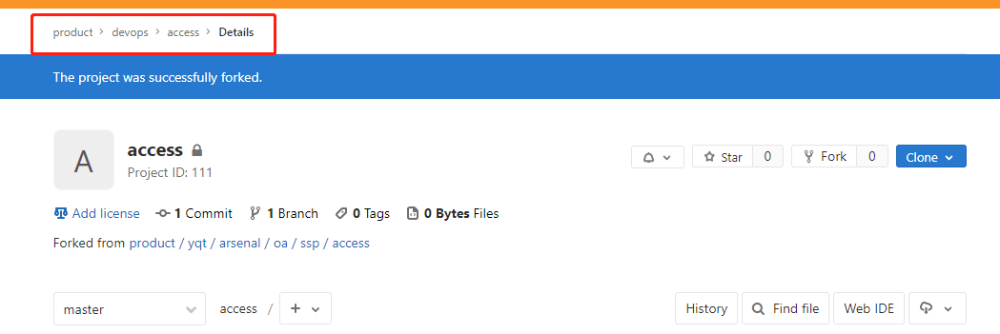 product > devops > access > Details
The project was successfully forked.
A
access
Project ID: 111
Star 0 Fork 0 Clone
Add license 1 Commit 1 Branch 0 Tags 0 Bytes Files
Forked from product / yqt / arsenal / oa / ssp / access
master access / + History Find file Web IDE